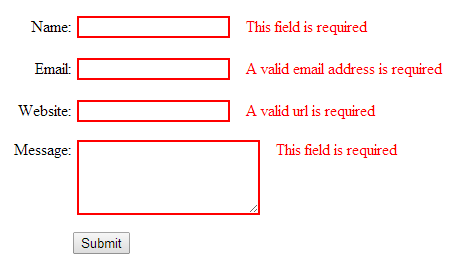 Name: This field is required
Email: A valid email address is required
Website: A valid url is required
Message: This field is required
Submit